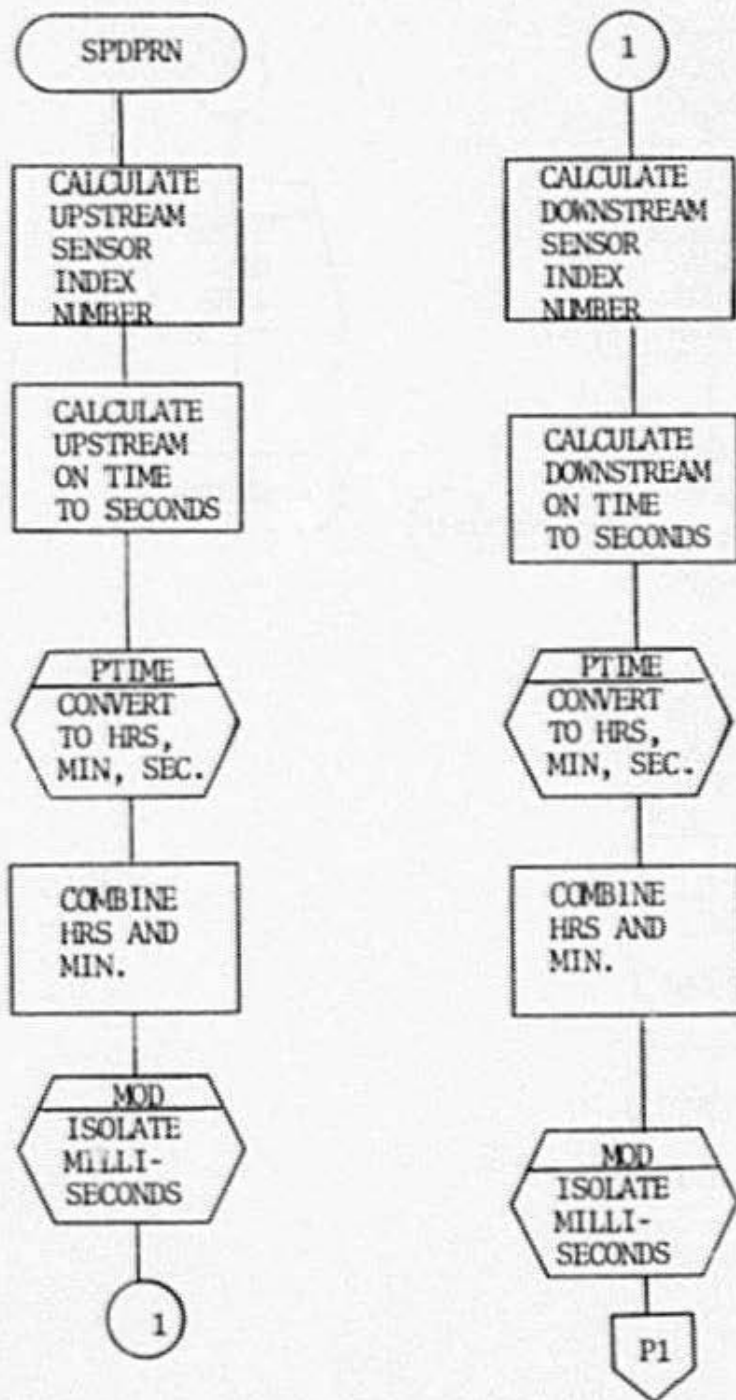 SPDPRN
CALCULATE
UPSTREAM
SENSOR
INDEX
NUMBER
CALCULATE
UPSTREAM
ON TIME
TO SECONDS
PTIME
CONVERT
TO HRS,
MIN, SEC.
COMBINE
HRS AND
MIN.
MOD
ISOLATE
MILLI-
SECONDS
1
1
CALCULATE
DOWNSTREAM
SENSOR
INDEX
NUMBER
CALCULATE
DOWNSTREAM
ON TIME
TO SECONDS
PTIME
CONVERT
TO HRS,
MIN, SEC.
COMBINE
HRS AND
MIN.
MOD
ISOLATE
MILLI-
SECONDS
P1